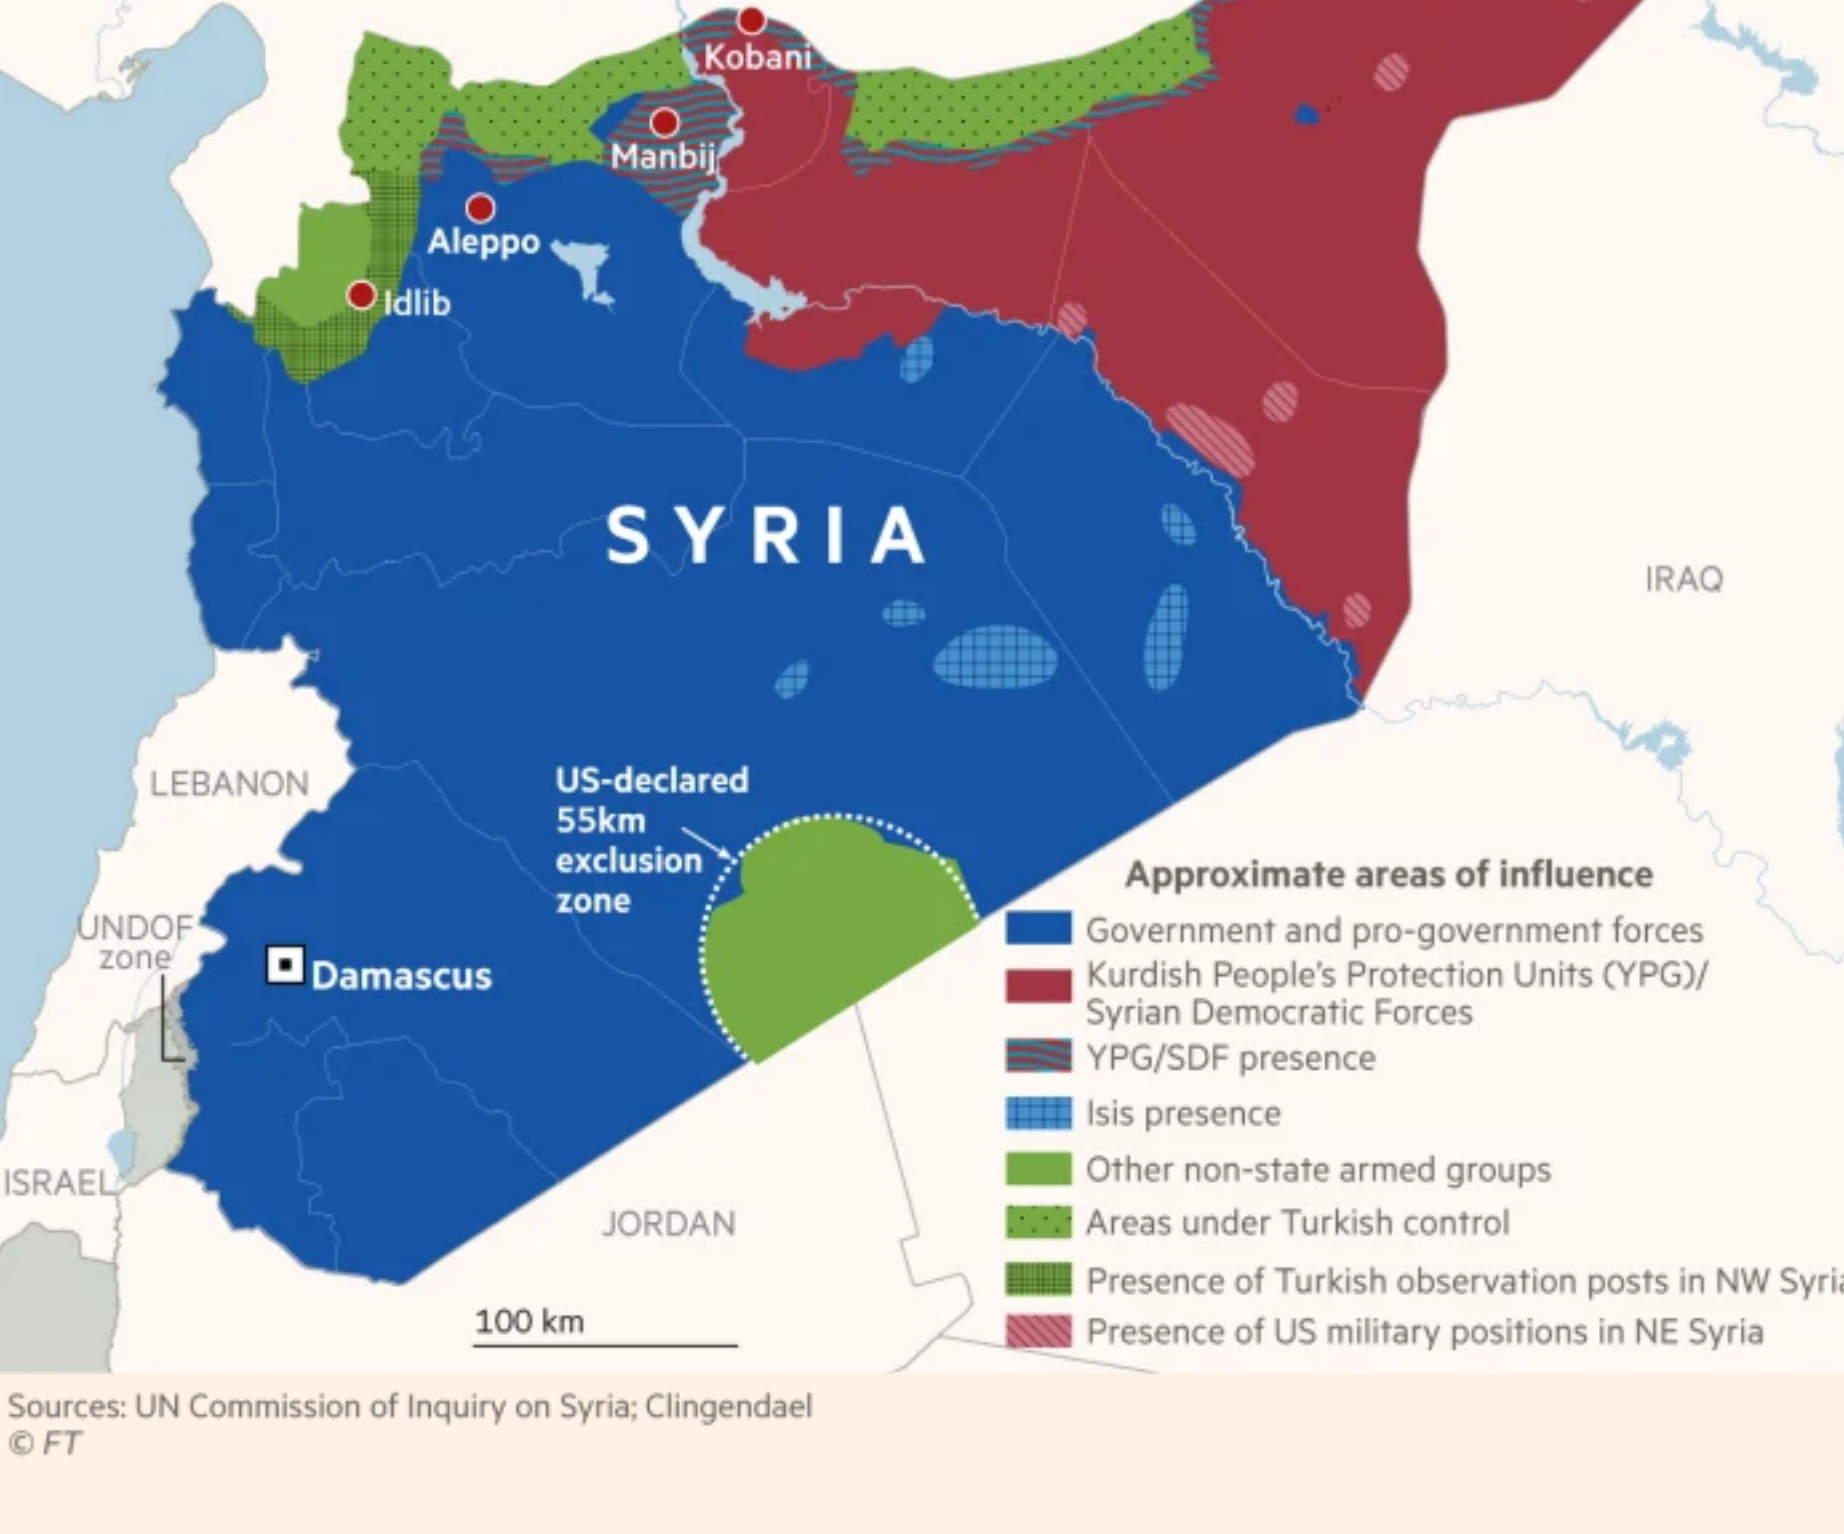 Kobani
Manbij
Aleppo
Idlib
SYRIA
IRAQ
LEBANON
US-declared
55km
exclusion
zone
UNDOF
zone
Damascus
ISRAEL
JORDAN
100 km
Approximate areas of influence
Government and pro-government forces
Kurdish People's Protection Units (YPG)/
Syrian Democratic Forces
YPG/SDF presence
Isis presence
Other non-state armed groups
Areas under Turkish control
Presence of Turkish observation posts in NW Syria
Presence of US military positions in NE Syria
Sources: UN Commission of Inquiry on Syria; Clingendael
© FT